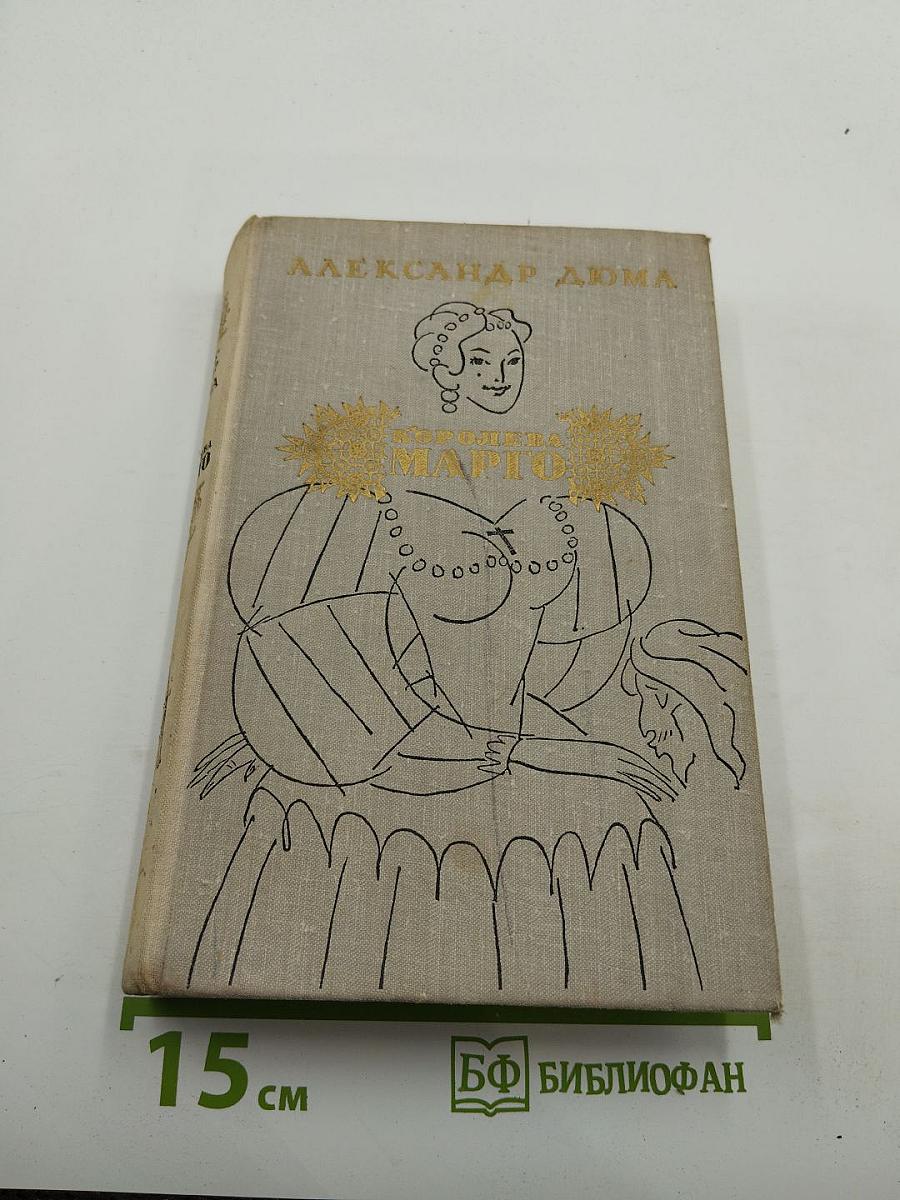 АЛЕКСАНДР ДЮМА
КОРОЛЕВА
МАРГО
15 см
БФ БИБЛИОФАН